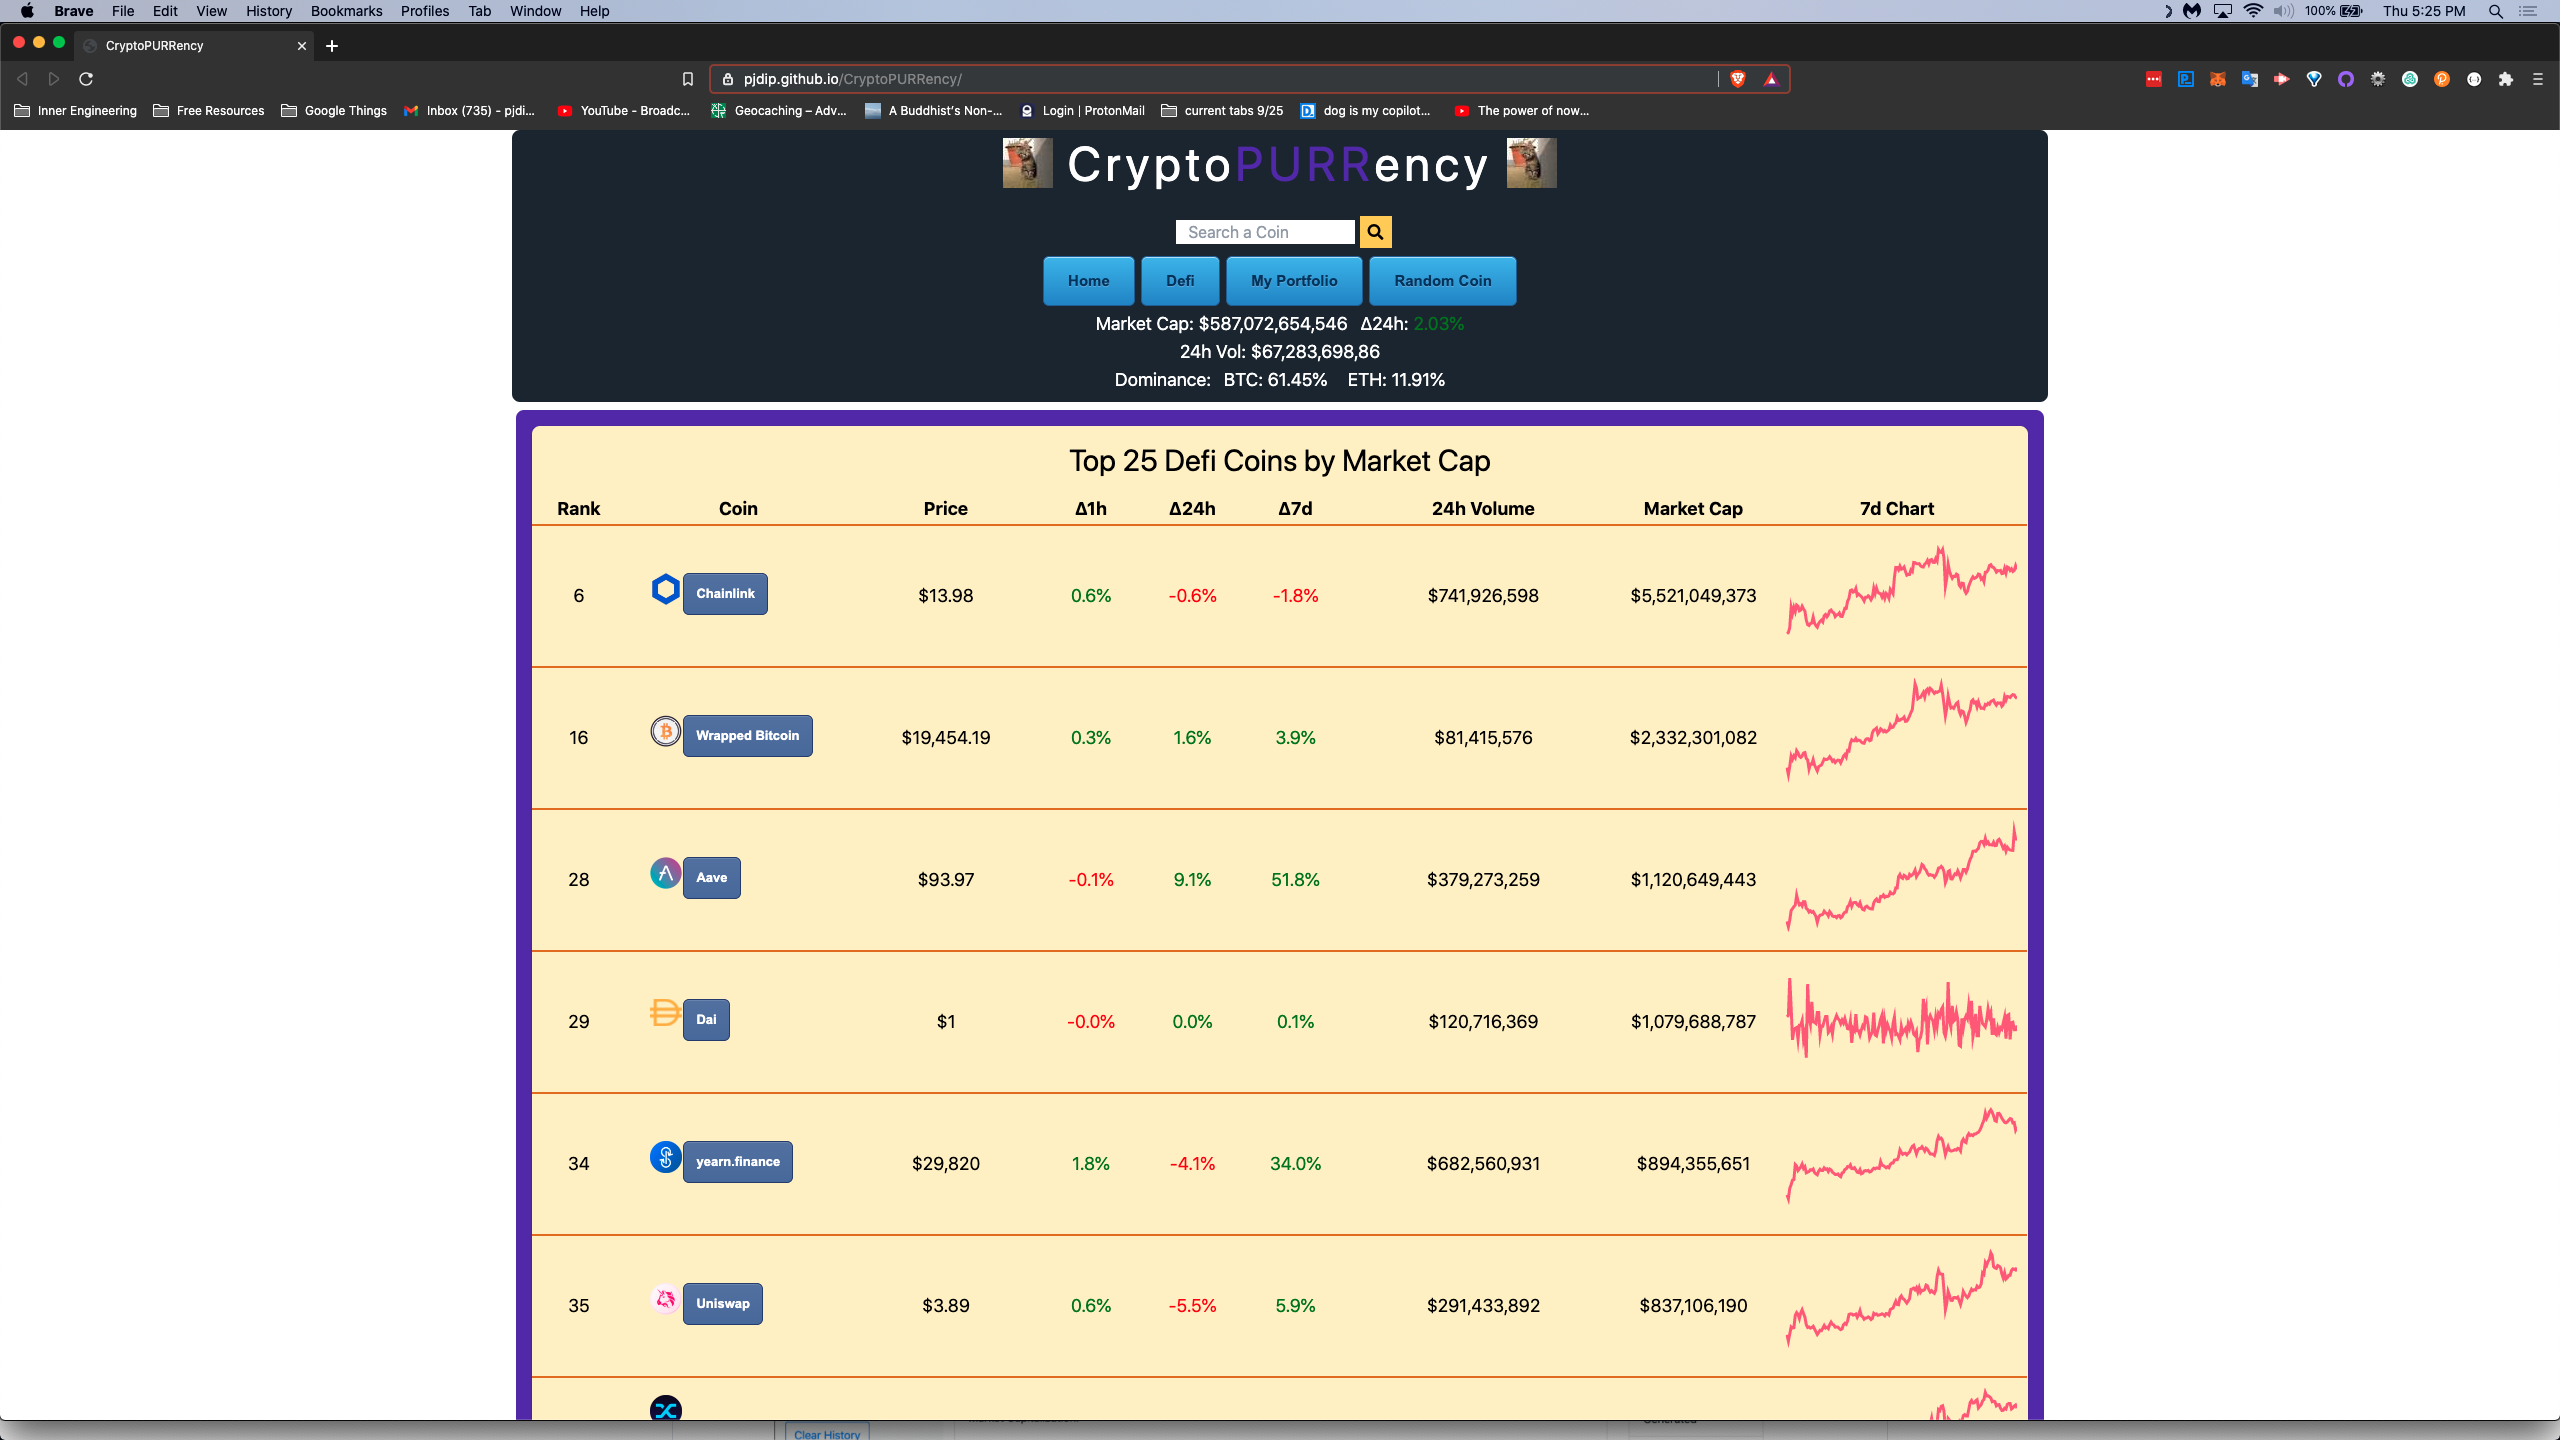 Brave File Edit View History Bookmarks Profiles Tab Window Help 100% Thu 5:25 PM
CryptoPURRency
pjdip.github.io/CryptoPURRency/
Inner Engineering Free Resources Google Things Inbox (735) - pjdi... YouTube - Broadc... Geocaching – Adv... A Buddhist's Non-... Login | ProtonMail current tabs 9/25 dog is my copilot... The power of now...
CryptoPURRency
Search a Coin
Home Defi My Portfolio Random Coin
Market Cap: $587,072,654,546 Δ24h: 2.03%
24h Vol: $67,283,698,86
Dominance: BTC: 61.45% ETH: 11.91%
Top 25 Defi Coins by Market Cap
Rank Coin Price Δ1h Δ24h Δ7d 24h Volume Market Cap 7d Chart
6 Chainlink $13.98 0.6% -0.6% -1.8% $741,926,598 $5,521,049,373
16 Wrapped Bitcoin $19,454.19 0.3% 1.6% 3.9% $81,415,576 $2,332,301,082
28 Aave $93.97 -0.1% 9.1% 51.8% $379,273,259 $1,120,649,443
29 Dai $1 -0.0% 0.0% 0.1% $120,716,369 $1,079,688,787
34 yearn.finance $29,820 1.8% -4.1% 34.0% $682,560,931 $894,355,651
35 Uniswap $3.89 0.6% -5.5% 5.9% $291,433,892 $837,106,190
Clear History